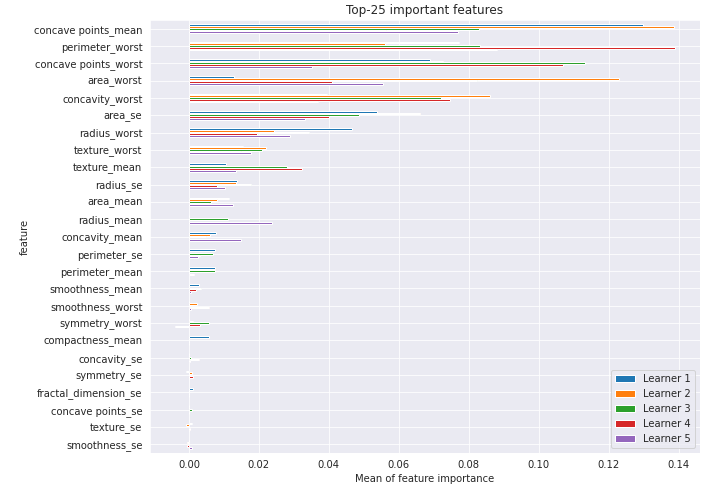 Top-25 important features
concave points_mean
perimeter_worst
concave points_worst
area_worst
concavity_worst
area_se
radius_worst
texture_worst
texture_mean
radius_se
area_mean
radius_mean
concavity_mean
perimeter_se
perimeter_mean
smoothness_mean
smoothness_worst
symmetry_worst
compactness_mean
concavity_se
symmetry_se
fractal_dimension_se
concave points_se
texture_se
smoothness_se
feature
Learner 1
Learner 2
Learner 3
Learner 4
Learner 5
0.00 0.02 0.04 0.06 0.08 0.10 0.12 0.14
Mean of feature importance